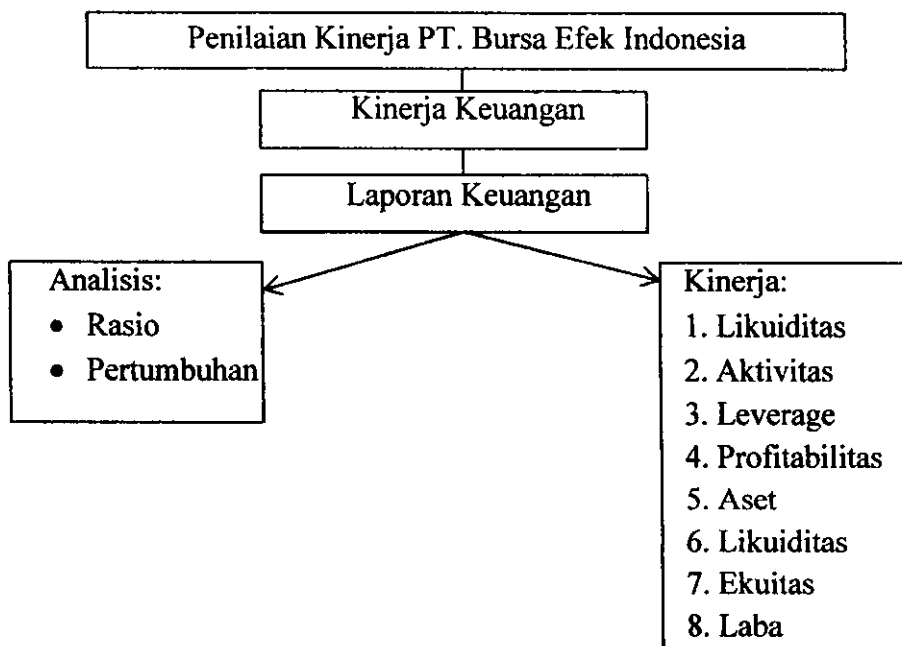 Penilaian Kinerja PT. Bursa Efek Indonesia
Kinerja Keuangan
Laporan Keuangan
Analisis:
• Rasio
• Pertumbuhan
Kinerja:
1. Likuiditas
2. Aktivitas
3. Leverage
4. Profitabilitas
5. Aset
6. Likuiditas
7. Ekuitas
8. Laba